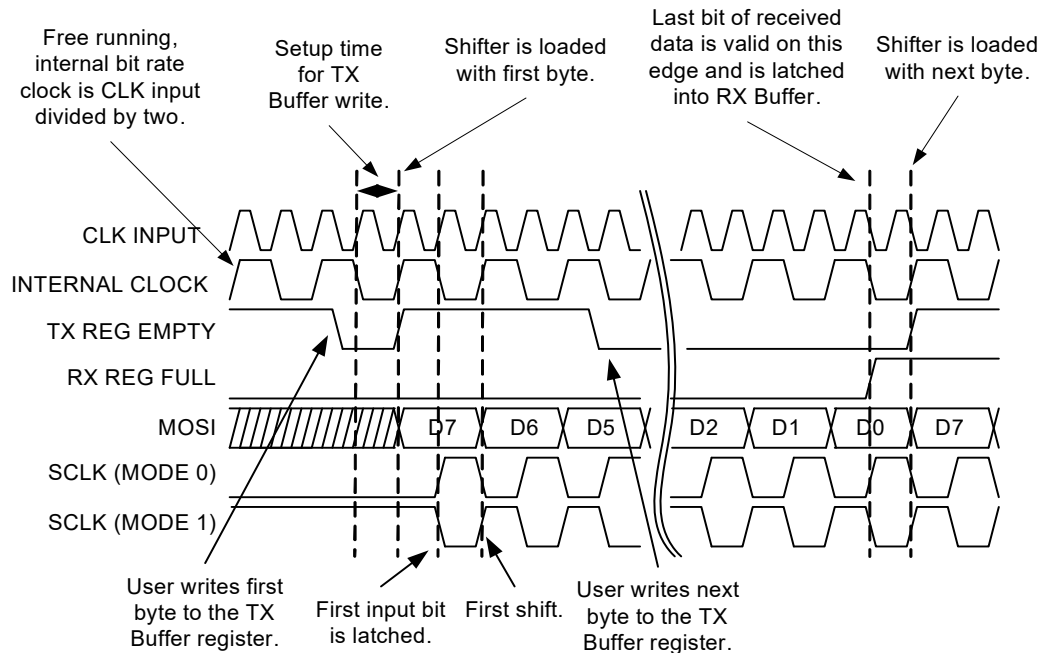 Free running,
internal bit rate
clock is CLK input
divided by two.
Setup time
for TX
Buffer write.
Shifter is loaded
with first byte.
Last bit of received
data is valid on this
edge and is latched
into RX Buffer.
Shifter is loaded
with next byte.
CLK INPUT
INTERNAL CLOCK
TX REG EMPTY
RX REG FULL
MOSI D7 D6 D5 D2 D1 D0 D7
SCLK (MODE 0)
SCLK (MODE 1)
User writes first
byte to the TX
Buffer register.
First input bit
is latched.
First shift.
User writes next
byte to the TX
Buffer register.